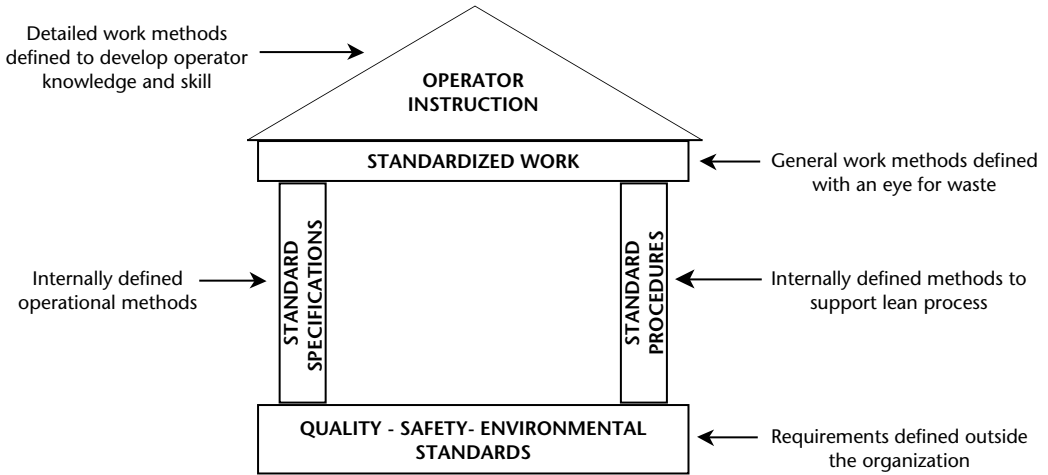 Detailed work methods
defined to develop operator
knowledge and skill
OPERATOR
INSTRUCTION
STANDARDIZED WORK
General work methods defined
with an eye for waste
Internally defined
operational methods
STANDARD
SPECIFICATIONS
STANDARD
PROCEDURES
Internally defined methods to
support lean process
QUALITY - SAFETY- ENVIRONMENTAL
STANDARDS
Requirements defined outside
the organization